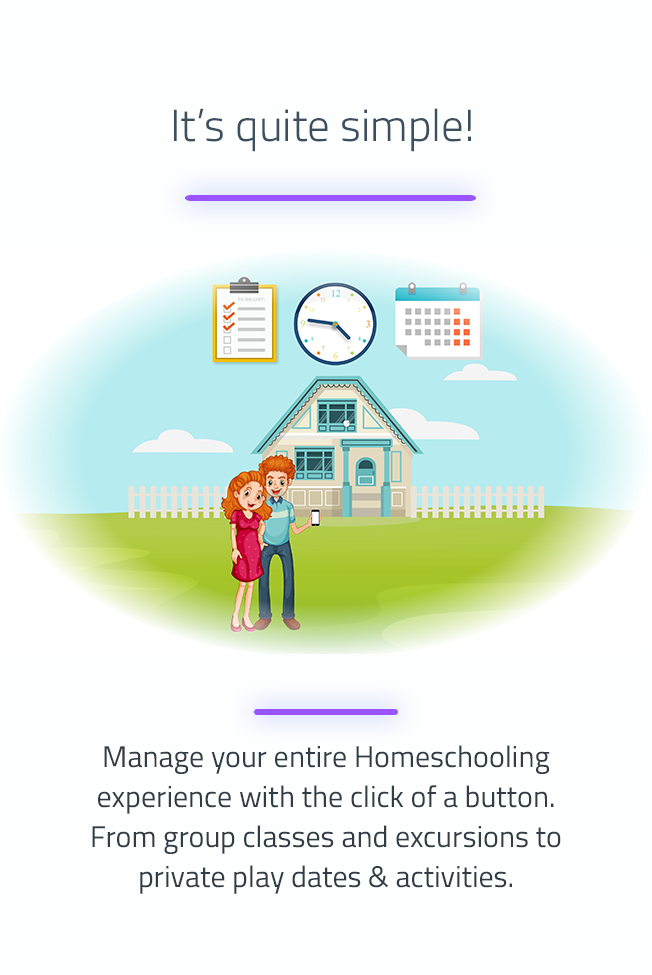 It's quite simple!
TO DO LIST:
12
3
6
9
Manage your entire Homeschooling
experience with the click of a button.
From group classes and excursions to
private play dates & activities.